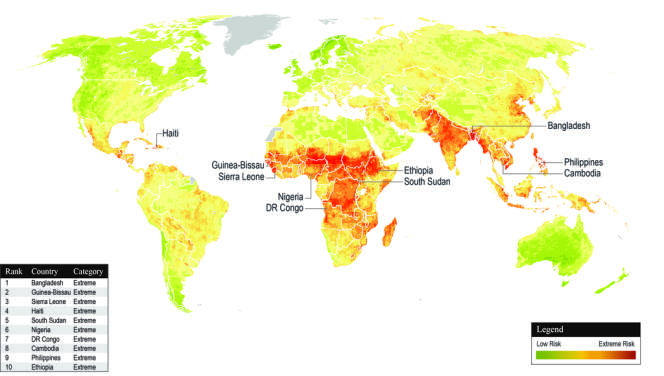 Haiti
Bangladesh
Guinea-Bissau
Sierra Leone
Ethiopia
South Sudan
Philippines
Cambodia
Nigeria
DR Congo
Rank Country Category
1 Bangladesh Extreme
2 Guinea-Bissau Extreme
3 Sierra Leone Extreme
4 Haiti Extreme
5 South Sudan Extreme
6 Nigeria Extreme
7 DR Congo Extreme
8 Cambodia Extreme
9 Philippines Extreme
10 Ethiopia Extreme
Legend
Low Risk Extreme Risk